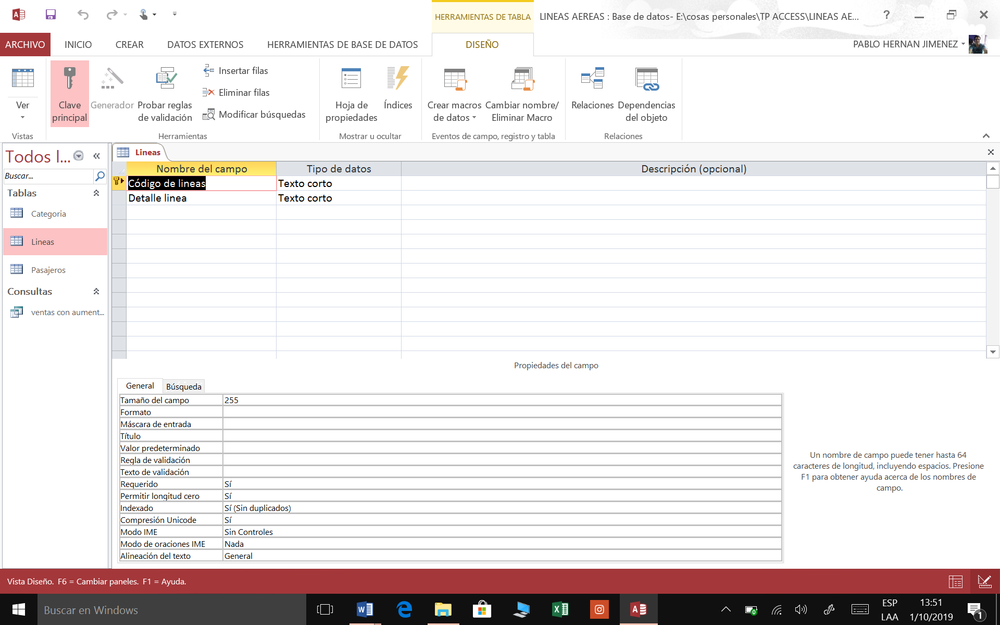 HERRAMIENTAS DE TABLA
LINEAS AEREAS : Base de datos- E:\cosas personales\TP ACCESS\LINEAS AE...
?
ARCHIVO
INICIO
CREAR
DATOS EXTERNOS
HERRAMIENTAS DE BASE DE DATOS
DISEÑO
PABLO HERNAN JIMENEZ
Ver
Clave
principal
Generador
Probar reglas
de validación
Insertar filas
Eliminar filas
Modificar búsquedas
Hoja de
propiedades
Índices
Crear macros
de datos
Cambiar nombre/
Eliminar Macro
Relaciones
Dependencias
del objeto
Vistas
Herramientas
Mostrar u ocultar
Eventos de campo, registro y tabla
Relaciones
Todos l...
Buscar...
Tablas
Categoria
Lineas
Pasajeros
Consultas
ventas con aument...
Lineas
Nombre del campo
Tipo de datos
Descripción (opcional)
Código de lineas
Texto corto
Detalle linea
Texto corto
Propiedades del campo
General
Búsqueda
Tamaño del campo
255
Formato
Máscara de entrada
Título
Valor predeterminado
Regla de validación
Texto de validación
Requerido
Sí
Permitir longitud cero
Sí
Indexado
Sí (Sin duplicados)
Compresión Unicode
Sí
Modo IME
Sin Controles
Modo de oraciones IME
Nada
Alineación del texto
General
Un nombre de campo puede tener hasta 64
caracteres de longitud, incluyendo espacios. Presione
F1 para obtener ayuda acerca de los nombres de
campo.
Vista Diseño. F6 = Cambiar paneles. F1 = Ayuda.
Buscar en Windows
ESP
LAA
13:51
1/10/2019
1